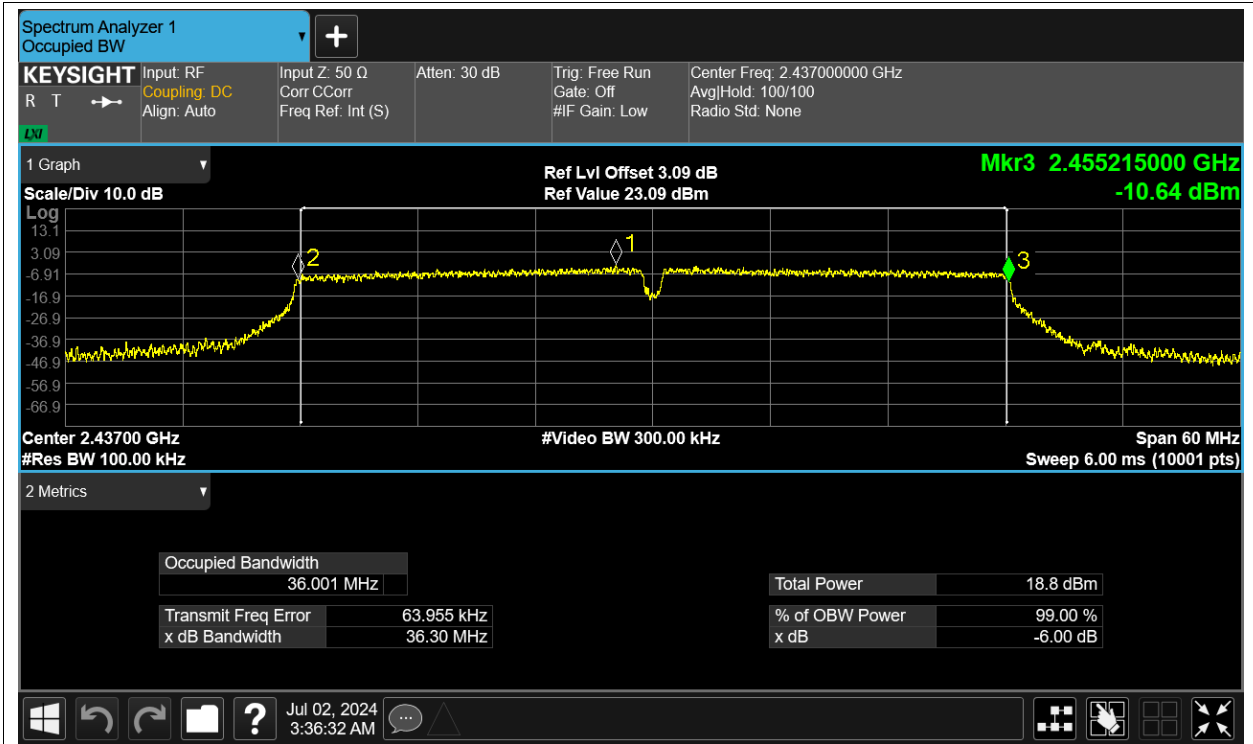 Spectrum Analyzer 1
Occupied BW
KEYSIGHT
R T
LXI
Input: RF
Coupling: DC
Align: Auto
Input Z: 50 Ω
Corr CCorr
Freq Ref: Int (S)
Atten: 30 dB
Trig: Free Run
Gate: Off
#IF Gain: Low
Center Freq: 2.437000000 GHz
Avg|Hold: 100/100
Radio Std: None
1 Graph
Scale/Div 10.0 dB
Ref Lvl Offset 3.09 dB
Ref Value 23.09 dBm
Mkr3 2.455215000 GHz
-10.64 dBm
Log
13.1
3.09
-6.91
-16.9
-26.9
-36.9
-46.9
-56.9
-66.9
2
1
3
Center 2.43700 GHz
#Res BW 100.00 kHz
#Video BW 300.00 kHz
Span 60 MHz
Sweep 6.00 ms (10001 pts)
2 Metrics
Occupied Bandwidth
36.001 MHz
Transmit Freq Error 63.955 kHz
x dB Bandwidth 36.30 MHz
Total Power 18.8 dBm
% of OBW Power 99.00 %
x dB -6.00 dB
Jul 02, 2024
3:36:32 AM